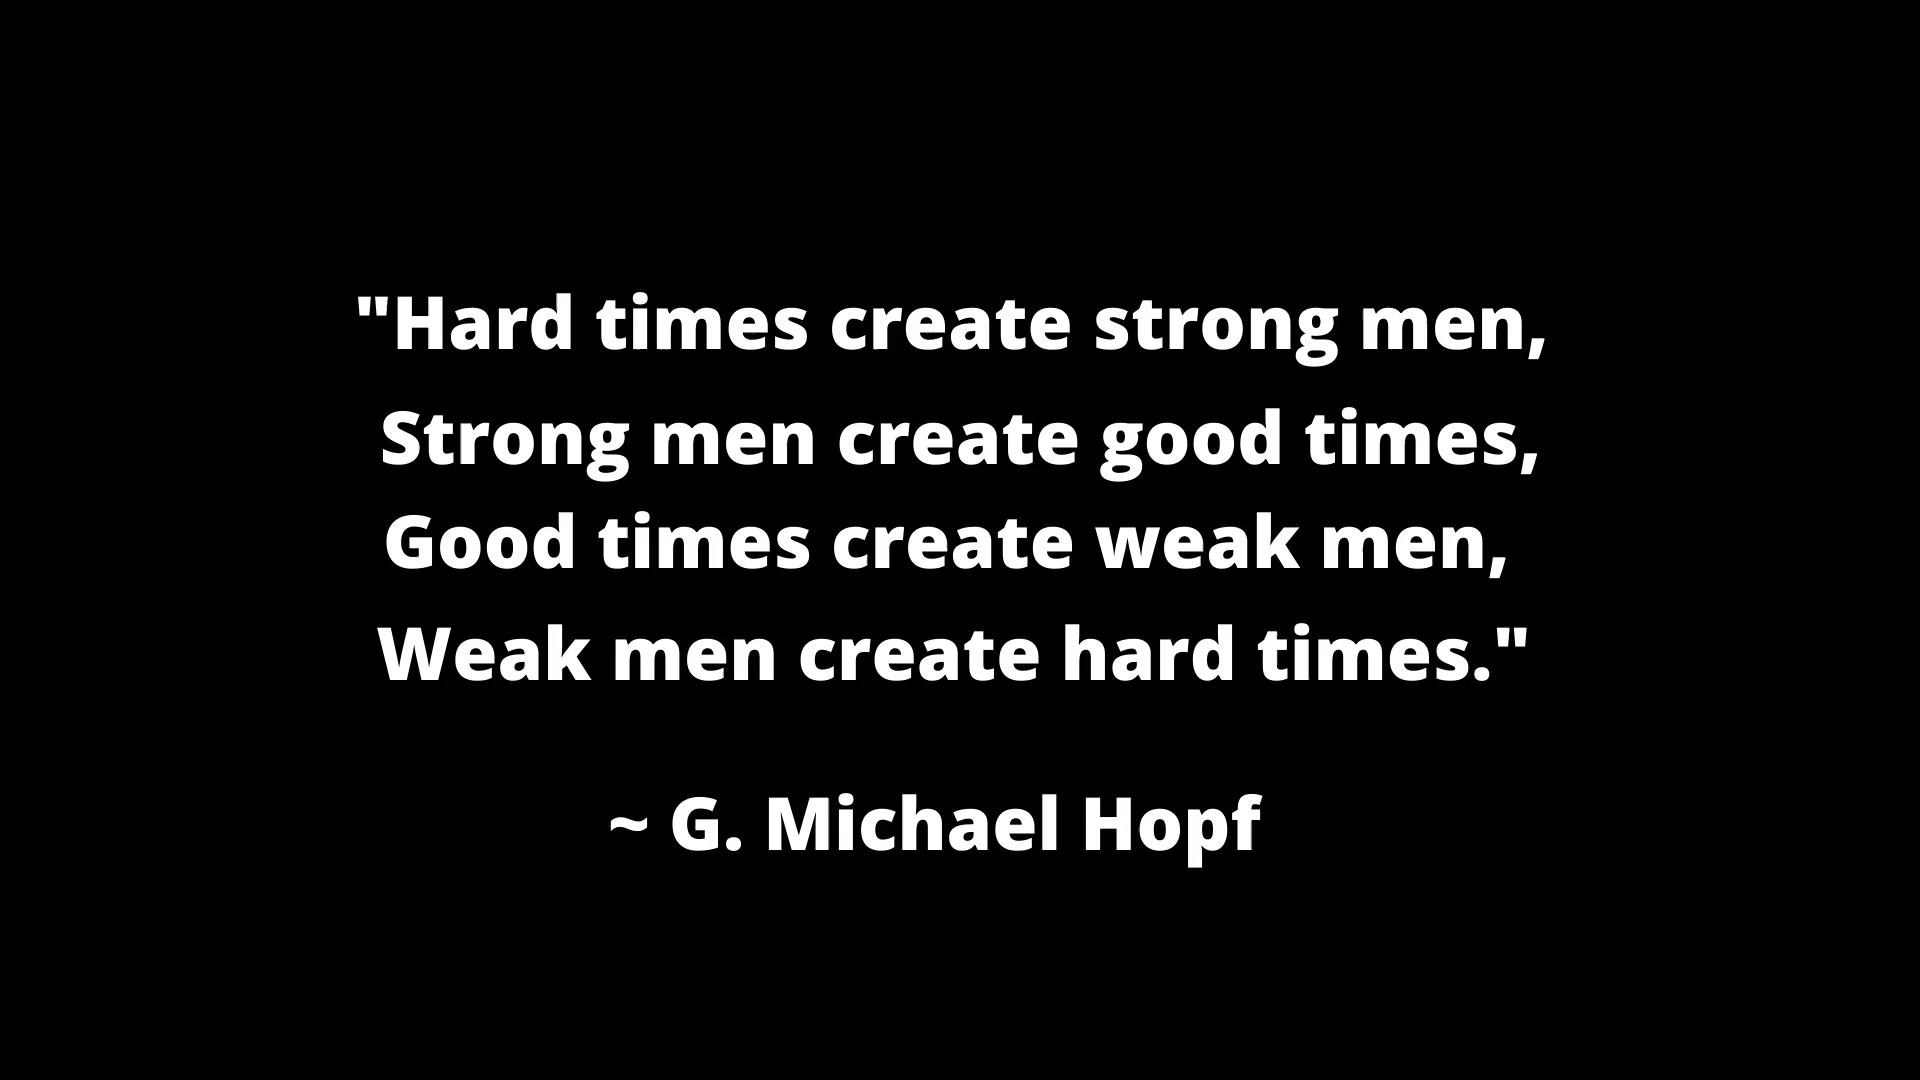 "Hard times create strong men,
Strong men create good times,
Good times create weak men,
Weak men create hard times."
~ G. Michael Hopf